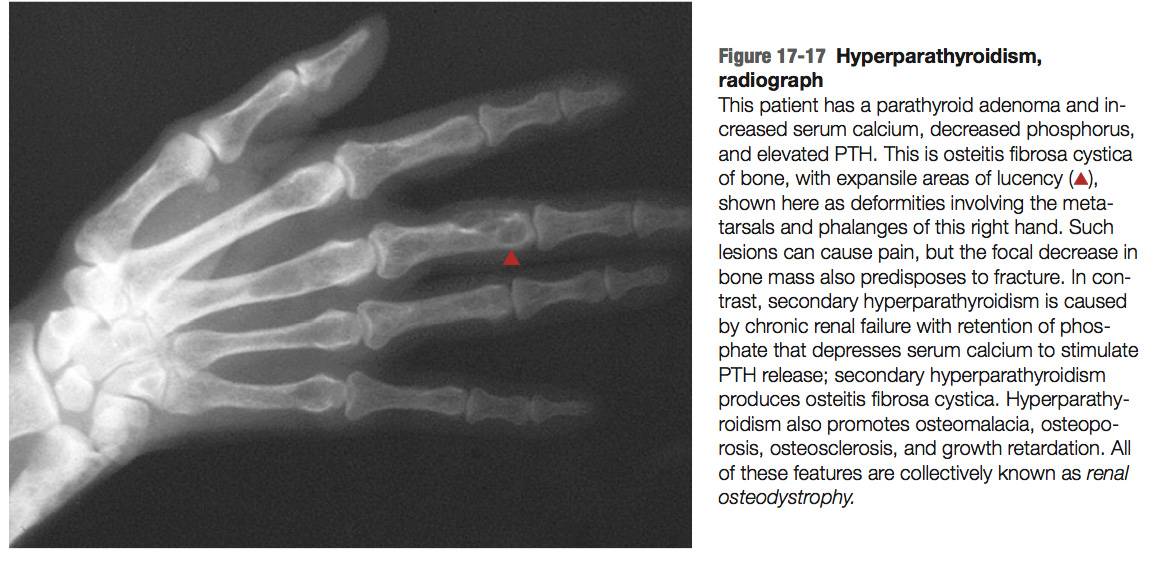 Figure 17-17 Hyperparathyroidism,
radiograph
This patient has a parathyroid adenoma and in-
creased serum calcium, decreased phosphorus,
and elevated PTH. This is osteitis fibrosa cystica
of bone, with expansile areas of lucency (▲),
shown here as deformities involving the meta-
tarsals and phalanges of this right hand. Such
lesions can cause pain, but the focal decrease in
bone mass also predisposes to fracture. In con-
trast, secondary hyperparathyroidism is caused
by chronic renal failure with retention of phos-
phate that depresses serum calcium to stimulate
PTH release; secondary hyperparathyroidism
produces osteitis fibrosa cystica. Hyperparathy-
roidism also promotes osteomalacia, osteopo-
rosis, osteosclerosis, and growth retardation. All
of these features are collectively known as renal
osteodystrophy.